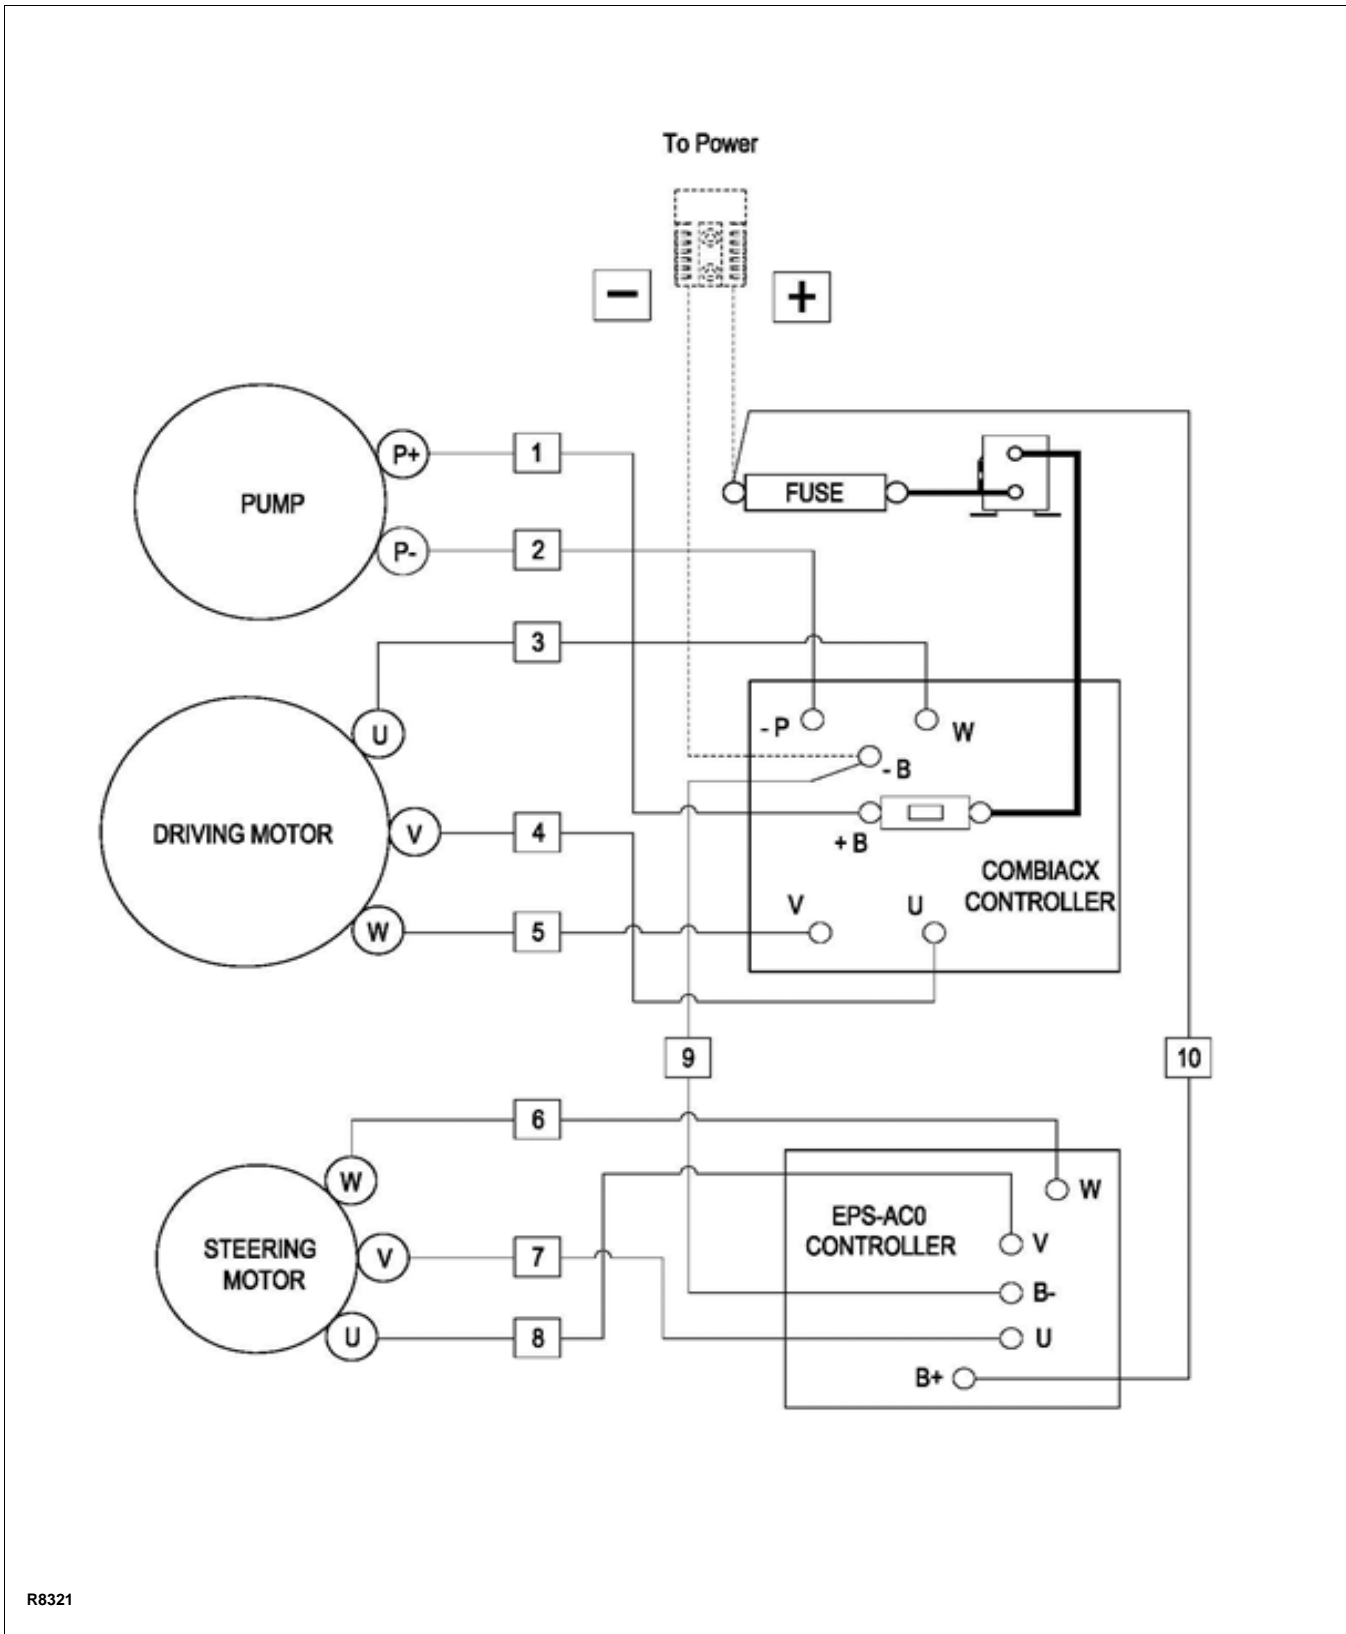 To Power
−
+
P+
1
FUSE
PUMP
P-
2
3
U
- P
W
- B
DRIVING MOTOR
V
4
+ B
COMBIACX
CONTROLLER
V
U
W
5
9
10
6
W
W
EPS-AC0
CONTROLLER
V
STEERING
MOTOR
V
7
B-
U
8
U
B+
R8321